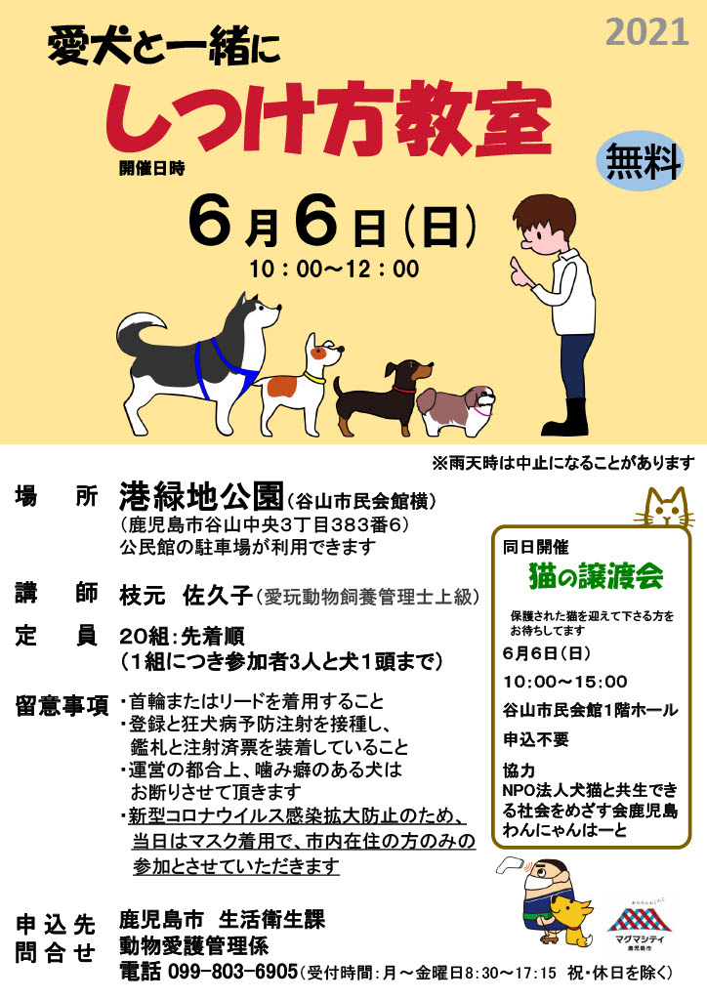 2021
愛犬と一緒に
しつけ方教室
無料
開催日時
6月6日(日)
10：00～12：00
※雨天時は中止になることがあります
場　所　港緑地公園（谷山市民会館横）
（鹿児島市谷山中央3丁目383番6）
公民館の駐車場が利用できます
講　師　枝元　佐久子（愛玩動物飼養管理士上級）
定　員　20組：先着順
（1組につき参加者3人と犬1頭まで）
留意事項　・首輪またはリードを着用すること
・登録と狂犬病予防注射を接種し、
鑑札と注射済票を装着していること
・運営の都合上、噛み癖のある犬は
お断りさせて頂きます
・新型コロナウイルス感染拡大防止のため、
当日はマスク着用で、市内在住の方のみの
参加とさせていただきます
同日開催
猫の譲渡会
保護された猫を迎えて下さる方を
お待ちしてます
6月6日（日）
10：00～15：00
谷山市民会館1階ホール
申込不要
協力
NPO法人犬猫と共生でき
る社会をめざす会鹿児島
わんにゃんはーと
申込先
問合せ
鹿児島市　生活衛生課
動物愛護管理係
電話 099-803-6905（受付時間：月～金曜日8:30～17:15　祝・休日を除く）
あなたとわくわく
マグマシティ
鹿児島市